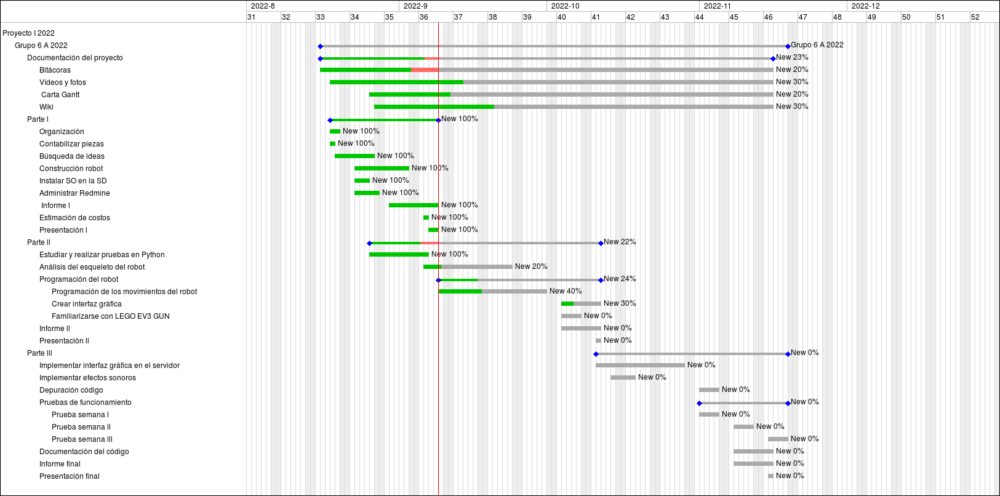 2022-8 2022-9 2022-10 2022-11 2022-12
31 32 33 34 35 36 37 38 39 40 41 42 43 44 45 46 47 48 49 50 51 52
Proyecto I 2022
Grupo 6 A 2022 Grupo 6 A 2022
Documentación del proyecto New 23%
Bitácoras New 20%
Vídeos y fotos New 30%
Carta Gantt New 20%
Wiki New 30%
Parte I New 100%
Organización New 100%
Contabilizar piezas New 100%
Búsqueda de ideas New 100%
Construcción robot New 100%
Instalar SO en la SD New 100%
Administrar Redmine New 100%
Informe I New 100%
Estimación de costos New 100%
Presentación I New 100%
Parte II New 22%
Estudiar y realizar pruebas en Python New 100%
Análisis del esqueleto del robot New 20%
Programación del robot New 24%
Programación de los movimientos del robot New 40%
Crear interfaz gráfica New 30%
Familiarizarse con LEGO EV3 GUN New 0%
Informe II New 0%
Presentación II New 0%
Parte III New 0%
Implementar interfaz gráfica en el servidor New 0%
Implementar efectos sonoros New 0%
Depuración código New 0%
Pruebas de funcionamiento New 0%
Prueba semana I New 0%
Prueba semana II New 0%
Prueba semana III New 0%
Documentación del código New 0%
Informe final New 0%
Presentación final New 0%